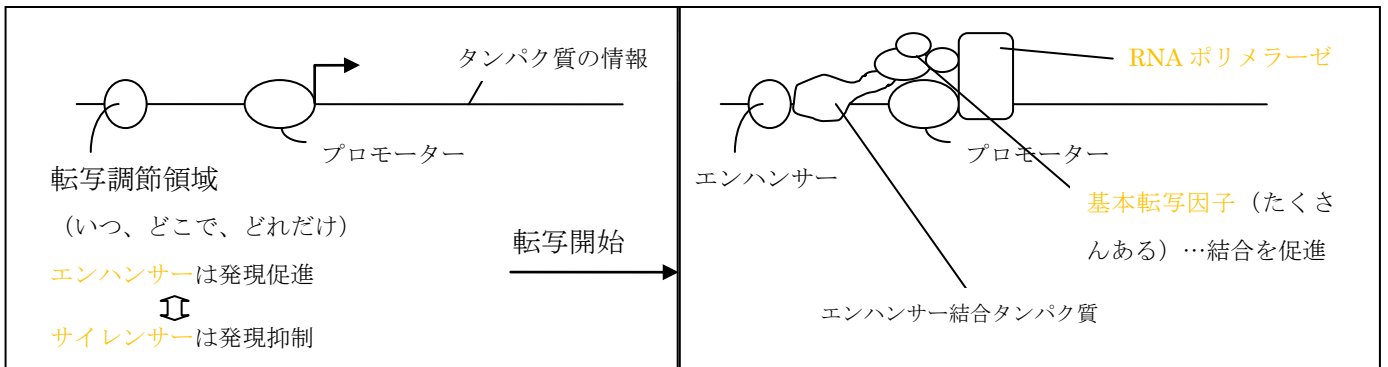 タンパク質の情報
プロモーター
転写調節領域
（いつ、どこで、どれだけ）
エンハンサーは発現促進
サイレンサーは発現抑制
転写開始
RNA ポリメラーゼ
プロモーター
エンハンサー
基本転写因子（たくさ
んある）…結合を促進
エンハンサー結合タンパク質